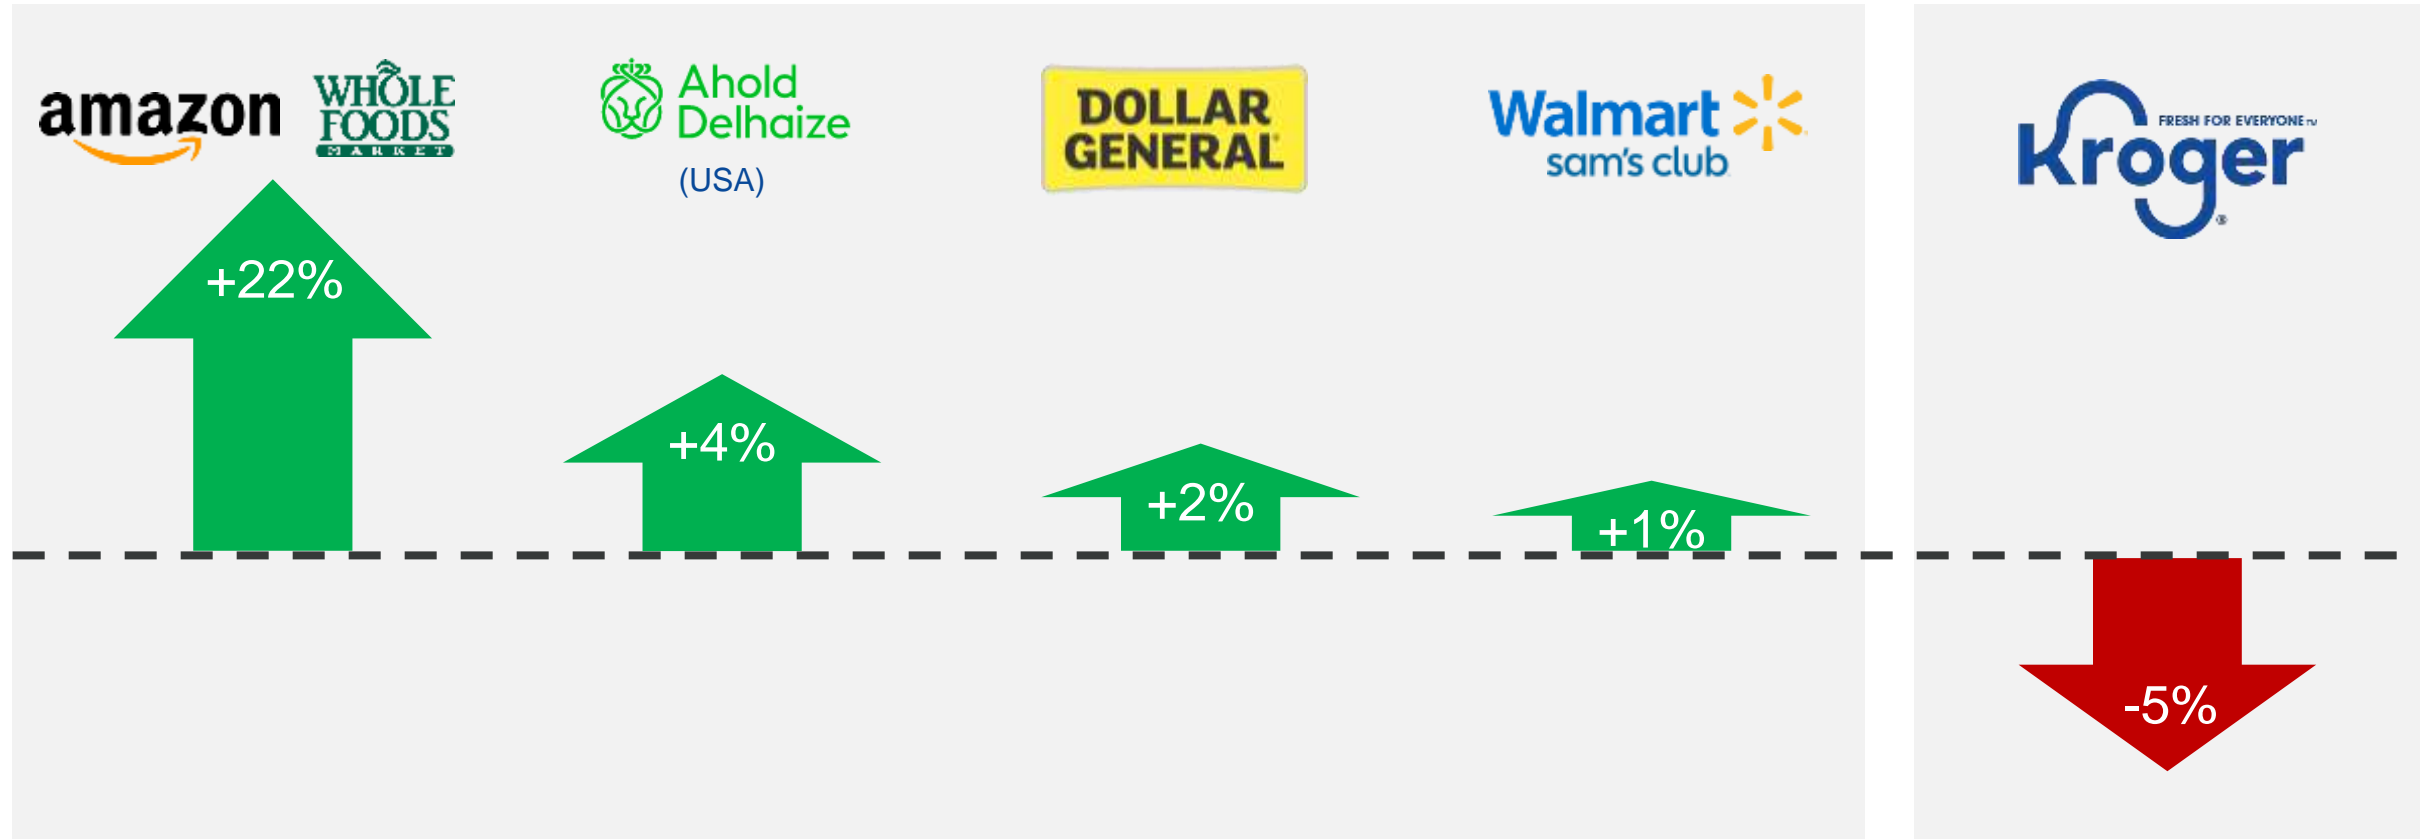 amazon
WHOLE
FOODS
MARKET
Ahold
Delhaize
(USA)
DOLLAR
GENERAL
Walmart
sam's club
FRESH FOR EVERYONE™
Kroger
®
+22%
+4%
+2%
+1%
-5%